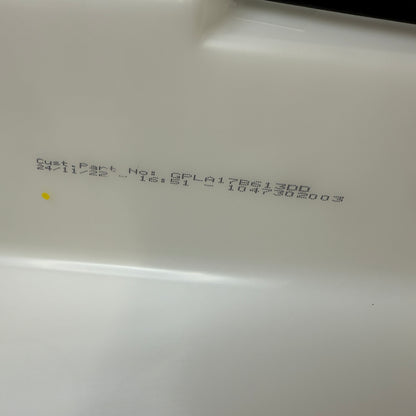 Cust.Part No: GPLA17B613DD
24/11/22 - 16:51 - 1047302003